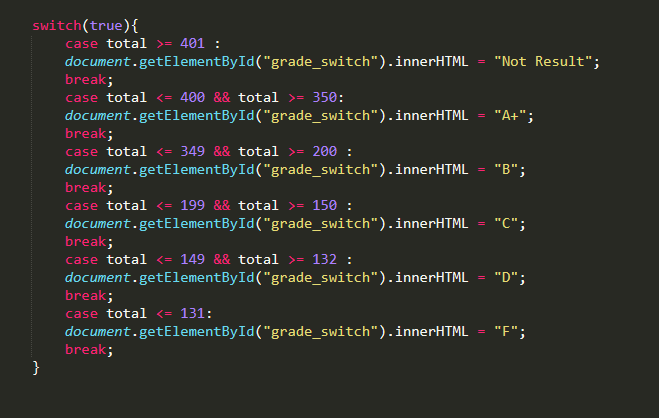 switch(true){
case total >= 401 :
document.getElementById("grade_switch").innerHTML = "Not Result";
break;
case total <= 400 && total >= 350:
document.getElementById("grade_switch").innerHTML = "A+";
break;
case total <= 349 && total >= 200 :
document.getElementById("grade_switch").innerHTML = "B";
break;
case total <= 199 && total >= 150 :
document.getElementById("grade_switch").innerHTML = "C";
break;
case total <= 149 && total >= 132 :
document.getElementById("grade_switch").innerHTML = "D";
break;
case total <= 131:
document.getElementById("grade_switch").innerHTML = "F";
break;
}